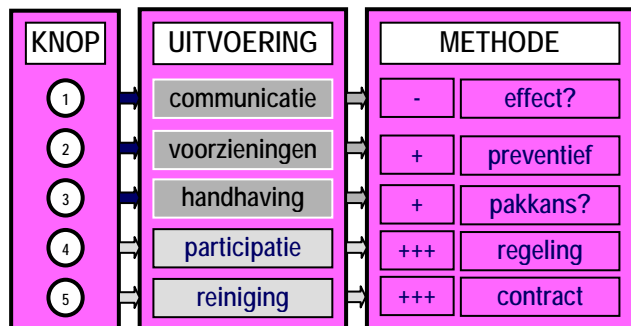 KNOP UITVOERING METHODE
1 communicatie - effect?
2 voorzieningen + preventief
3 handhaving + pakkans?
4 participatie +++ regeling
5 reiniging +++ contract